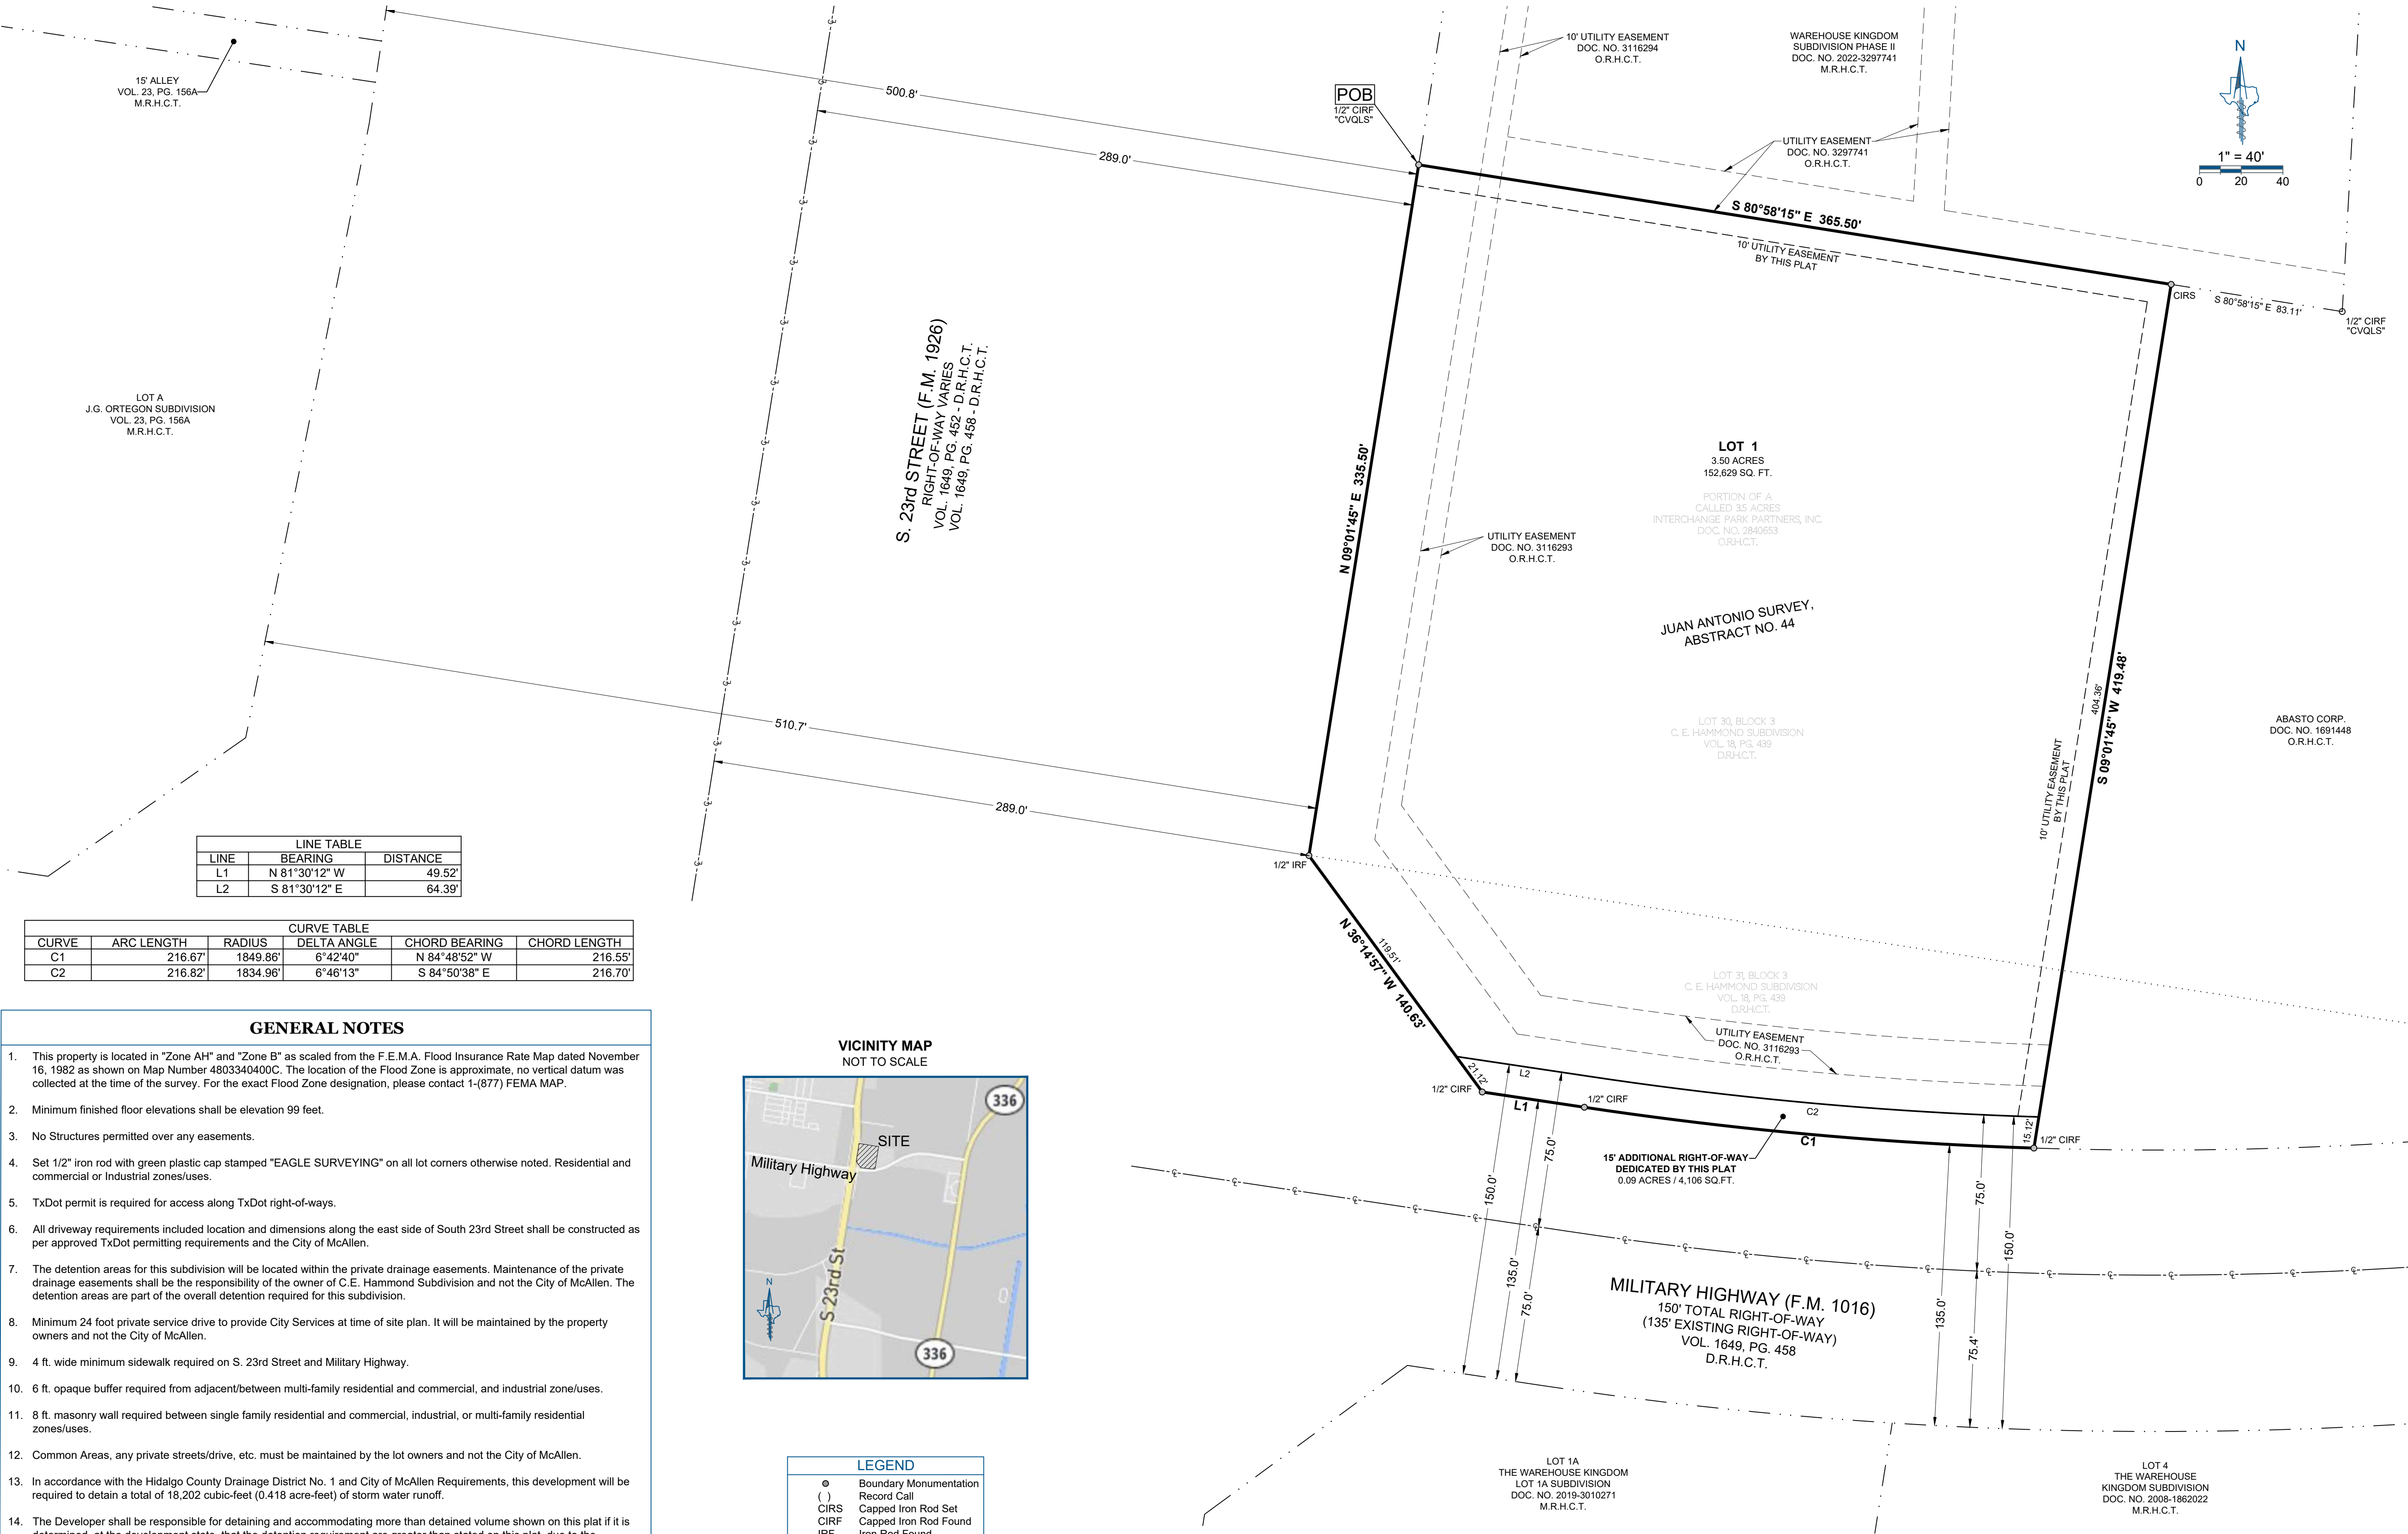 15' ALLEY
VOL. 23, PG. 156A
M.R.H.C.T.
500.8'
289.0'
POB
1/2" CIRF
"CVQLS"
10' UTILITY EASEMENT
DOC. NO. 3116294
O.R.H.C.T.
WAREHOUSE KINGDOM
SUBDIVISION PHASE II
DOC. NO. 2022-3297741
M.R.H.C.T.
UTILITY EASEMENT
DOC. NO. 3297741
O.R.H.C.T.
N
1" = 40'
0 20 40
S 80°58'15" E 365.50'
10' UTILITY EASEMENT
BY THIS PLAT
CIRS
S 80°58'15" E 83.11'
1/2" CIRF
"CVQLS"
LOT A
J.G. ORTEGON SUBDIVISION
VOL. 23, PG. 156A
M.R.H.C.T.
S. 23rd STREET (F.M. 1926)
RIGHT-OF-WAY VARIES
VOL. 1649, PG. 452 - D.R.H.C.T.
VOL. 1649, PG. 458 - D.R.H.C.T.
N 09°01'45" E 335.50'
LOT 1
3.50 ACRES
152,629 SQ. FT.
PORTION OF A
CALLED 3.5 ACRES
INTERCHANGE PARK PARTNERS, INC.
DOC. NO. 2840653
O.R.H.C.T.
UTILITY EASEMENT
DOC. NO. 3116293
O.R.H.C.T.
JUAN ANTONIO SURVEY,
ABSTRACT NO. 44
LOT 30, BLOCK 3
C. E. HAMMOND SUBDIVISION
VOL. 18, PG. 439
D.R.H.C.T.
404.36'
S 09°01'45" W 419.48'
10' UTILITY EASEMENT
BY THIS PLAT
ABASTO CORP.
DOC. NO. 1691448
O.R.H.C.T.
510.7'
289.0'
1/2" IRF
LINE TABLE
LINE BEARING DISTANCE
L1 N 81°30'12" W 49.52'
L2 S 81°30'12" E 64.39'
CURVE TABLE
CURVE ARC LENGTH RADIUS DELTA ANGLE CHORD BEARING CHORD LENGTH
C1 216.67' 1849.86' 6°42'40" N 84°48'52" W 216.55'
C2 216.82' 1834.96' 6°46'13" S 84°50'38" E 216.70'
119.51'
N 36°14'57" W 140.63'
LOT 31, BLOCK 3
C. E. HAMMOND SUBDIVISION
VOL. 18, PG. 439
D.R.H.C.T.
UTILITY EASEMENT
DOC. NO. 3116293
O.R.H.C.T.
21.12'
L2
1/2" CIRF
L1
1/2" CIRF
C2
C1
15.12'
1/2" CIRF
15' ADDITIONAL RIGHT-OF-WAY
DEDICATED BY THIS PLAT
0.09 ACRES / 4,106 SQ.FT.
150.0'
135.0'
75.0'
75.0'
135.0'
75.0'
75.4'
150.0'
MILITARY HIGHWAY (F.M. 1016)
150' TOTAL RIGHT-OF-WAY
(135' EXISTING RIGHT-OF-WAY)
VOL. 1649, PG. 458
D.R.H.C.T.
LOT 1A
THE WAREHOUSE KINGDOM
LOT 1A SUBDIVISION
DOC. NO. 2019-3010271
M.R.H.C.T.
LOT 4
THE WAREHOUSE
KINGDOM SUBDIVISION
DOC. NO. 2008-1862022
M.R.H.C.T.
GENERAL NOTES
1. This property is located in "Zone AH" and "Zone B" as scaled from the F.E.M.A. Flood Insurance Rate Map dated November
16, 1982 as shown on Map Number 4803340400C. The location of the Flood Zone is approximate, no vertical datum was
collected at the time of the survey. For the exact Flood Zone designation, please contact 1-(877) FEMA MAP.
2. Minimum finished floor elevations shall be elevation 99 feet.
3. No Structures permitted over any easements.
4. Set 1/2" iron rod with green plastic cap stamped "EAGLE SURVEYING" on all lot corners otherwise noted. Residential and
commercial or Industrial zones/uses.
5. TxDot permit is required for access along TxDot right-of-ways.
6. All driveway requirements included location and dimensions along the east side of South 23rd Street shall be constructed as
per approved TxDot permitting requirements and the City of McAllen.
7. The detention areas for this subdivision will be located within the private drainage easements. Maintenance of the private
drainage easements shall be the responsibility of the owner of C.E. Hammond Subdivision and not the City of McAllen. The
detention areas are part of the overall detention required for this subdivision.
8. Minimum 24 foot private service drive to provide City Services at time of site plan. It will be maintained by the property
owners and not the City of McAllen.
9. 4 ft. wide minimum sidewalk required on S. 23rd Street and Military Highway.
10. 6 ft. opaque buffer required from adjacent/between multi-family residential and commercial, and industrial zone/uses.
11. 8 ft. masonry wall required between single family residential and commercial, industrial, or multi-family residential
zones/uses.
12. Common Areas, any private streets/drive, etc. must be maintained by the lot owners and not the City of McAllen.
13. In accordance with the Hidalgo County Drainage District No. 1 and City of McAllen Requirements, this development will be
required to detain a total of 18,202 cubic-feet (0.418 acre-feet) of storm water runoff.
14. The Developer shall be responsible for detaining and accommodating more than detained volume shown on this plat if it is
determined, at the development state, that the detention requirement are greater than stated on this plat, due to the
VICINITY MAP
NOT TO SCALE
336
SITE
Military Highway
S 23rd St
N
336
LEGEND
Boundary Monumentation
( ) Record Call
CIRS Capped Iron Rod Set
CIRF Capped Iron Rod Found
IRF Iron Rod Found